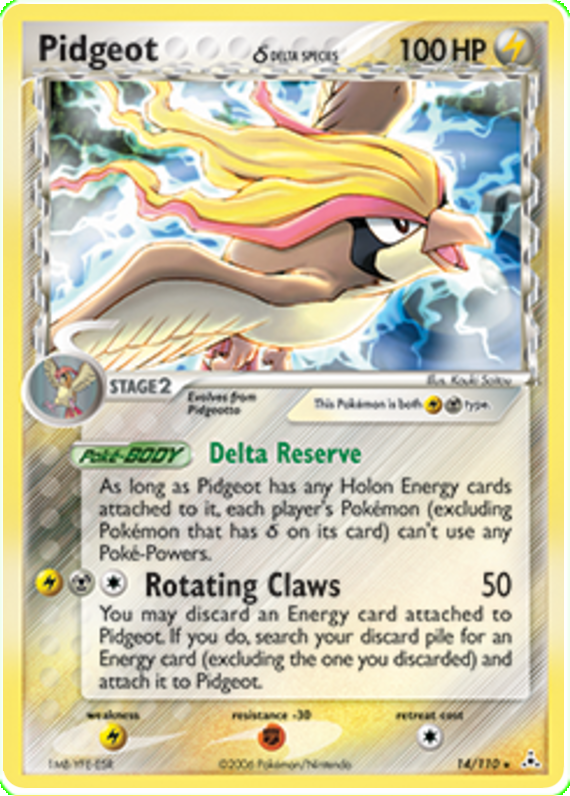 Pidgeot δ DELTA SPECIES 100 HP
Illus. Kouki Saitou
STAGE 2
Evolves from
Pidgeotto
This Pokémon is both type.
Poké-BODY Delta Reserve
As long as Pidgeot has any Holon Energy cards
attached to it, each player's Pokémon (excluding
Pokémon that has δ on its card) can't use any
Poké-Powers.
Rotating Claws 50
You may discard an Energy card attached to
Pidgeot. If you do, search your discard pile for an
Energy card (excluding the one you discarded) and
attach it to Pidgeot.
weakness resistance -30 retreat cost
©2006 Pokémon/Nintendo 14/110 ★